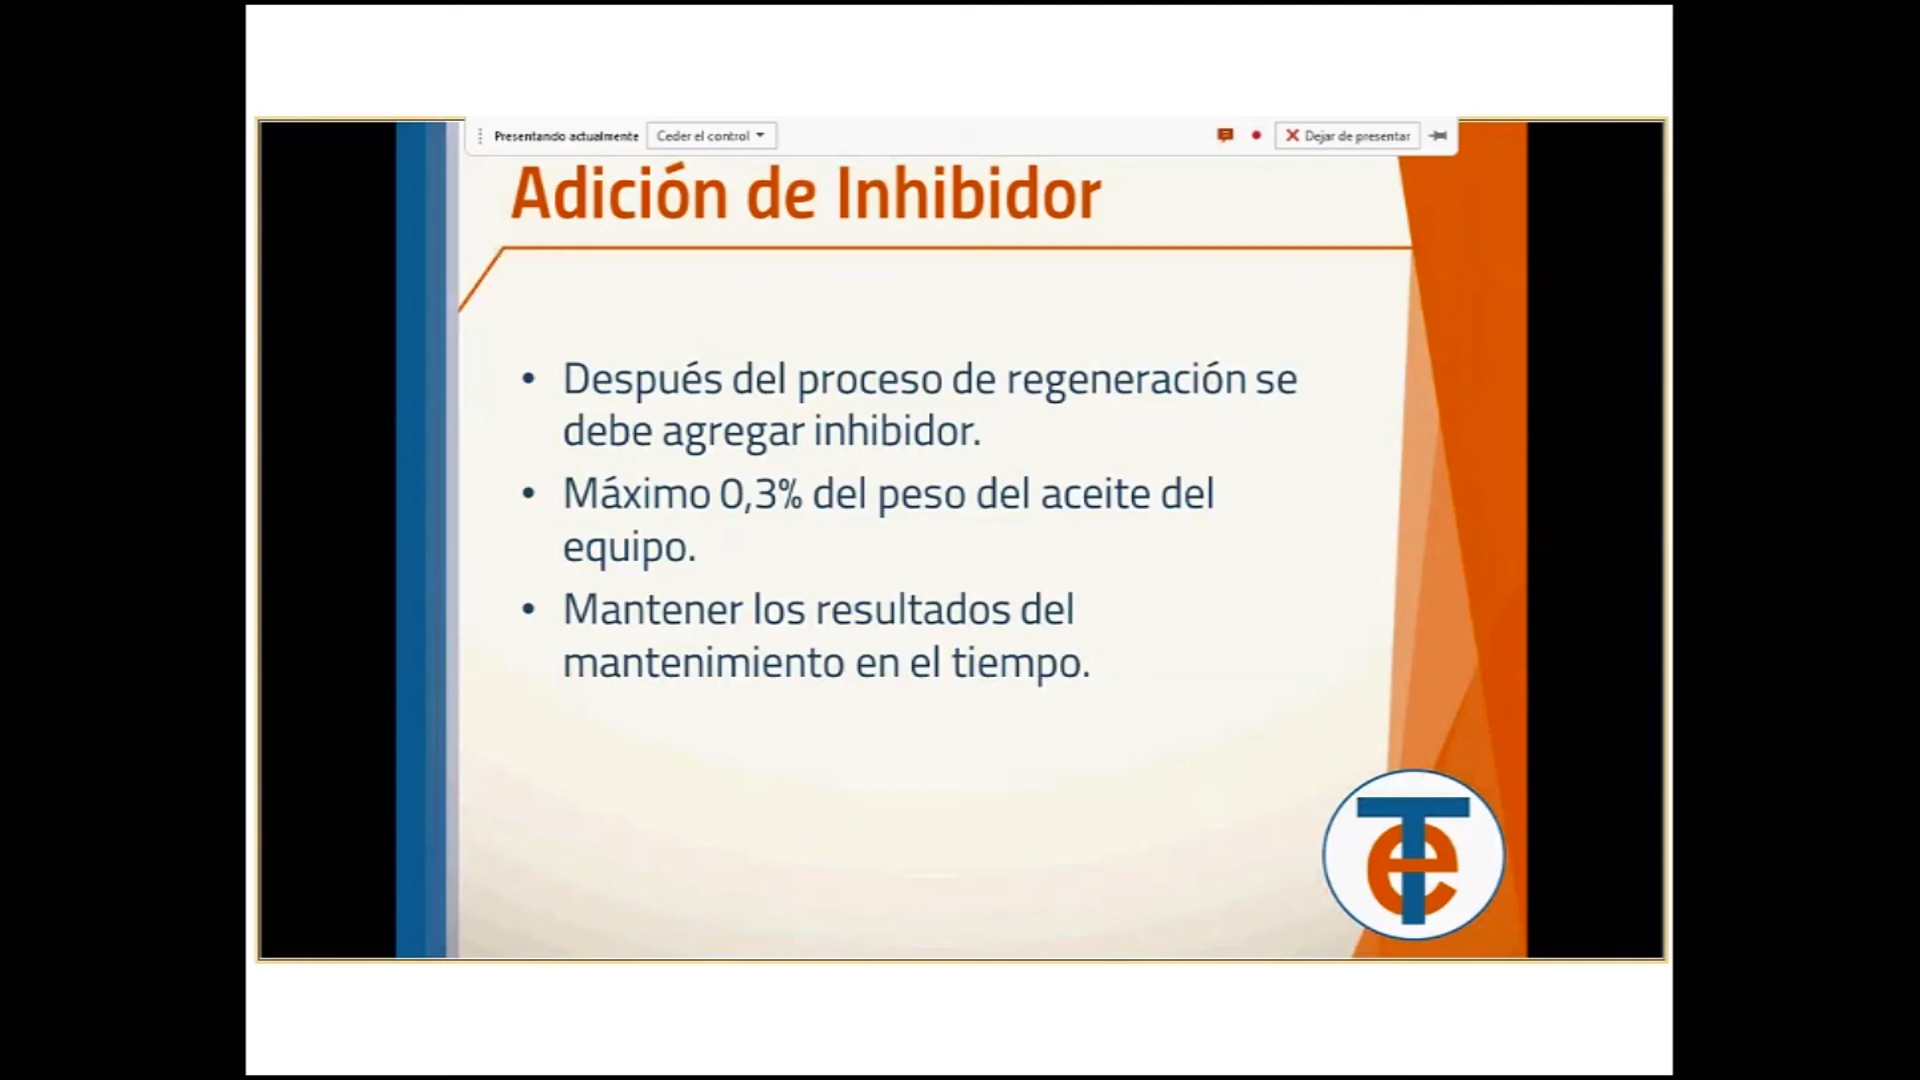 Presentando actualmente Ceder el control Dejar de presentar
Adición de Inhibidor
• Después del proceso de regeneración se
debe agregar inhibidor.
• Máximo 0,3% del peso del aceite del
equipo.
• Mantener los resultados del
mantenimiento en el tiempo.
Te